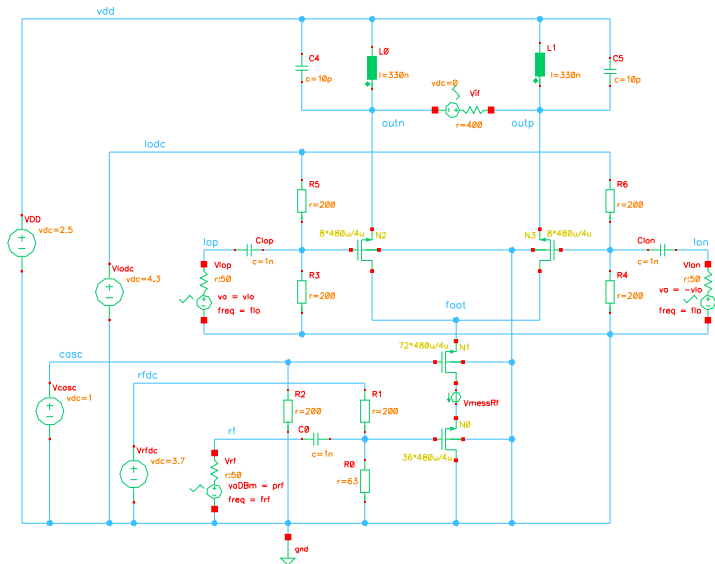 vdd
C4
c=10p
L0
l=330n
L1
l=330n
C5
c=10p
vdc=0
Vif
r=400
outn
outp
lodc
R5
r=200
R6
r=200
VDD
vdc=2.5
8*480u/4u
N2
N3
8*480u/4u
lop
Clop
c=1n
Clon
c=1n
lon
Vlodc
vdc=4.3
Vlop
r:50
va = vlo
freq = flo
R3
r=200
R4
r=200
Vlon
r:50
va = -vlo
freq = flo
foot
72*480u/4u
N1
casc
rfdc
Vcasc
vdc=1
R2
r=200
R1
r=200
VmessRf
N0
36*480u/4u
rf
C0
c=1n
Vrfdc
vdc=3.7
Vrf
r:50
vaDBm = prf
freq = frf
R0
r=63
gnd